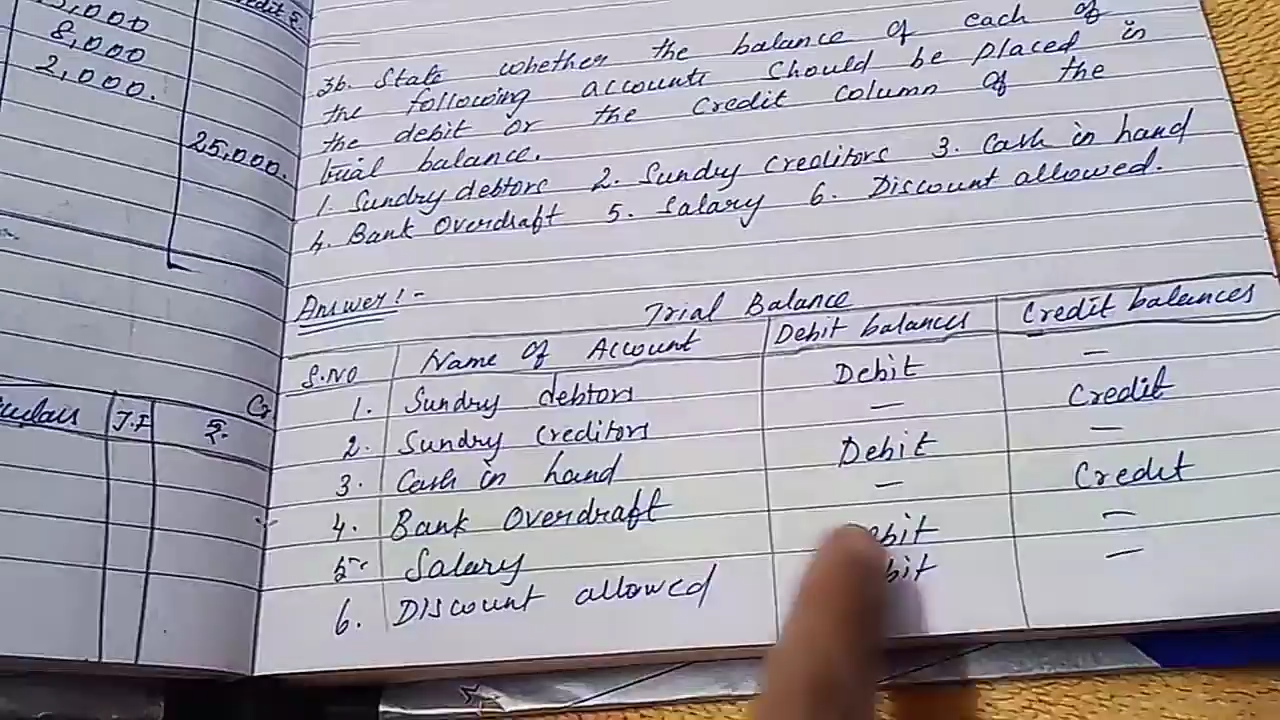 8,000
2,000.
25,000.
Cr
J.F
₹.
36. State whether the balance of each of
the following accounts should be placed in
the debit or the credit column of the
trial balance.
1. Sundry debtors 2. Sundry Creditors 3. Cash in hand
4. Bank Overdraft 5. Salary 6. Discount allowed.
Answer:-
Trial Balance
S.NO Name of Account Debit balances Credit balances
1. Sundry debtors Debit —
2. Sundry Creditors — Credit
3. Cash in hand Debit —
4. Bank Overdraft — Credit
5. Salary Debit —
6. Discount allowed —